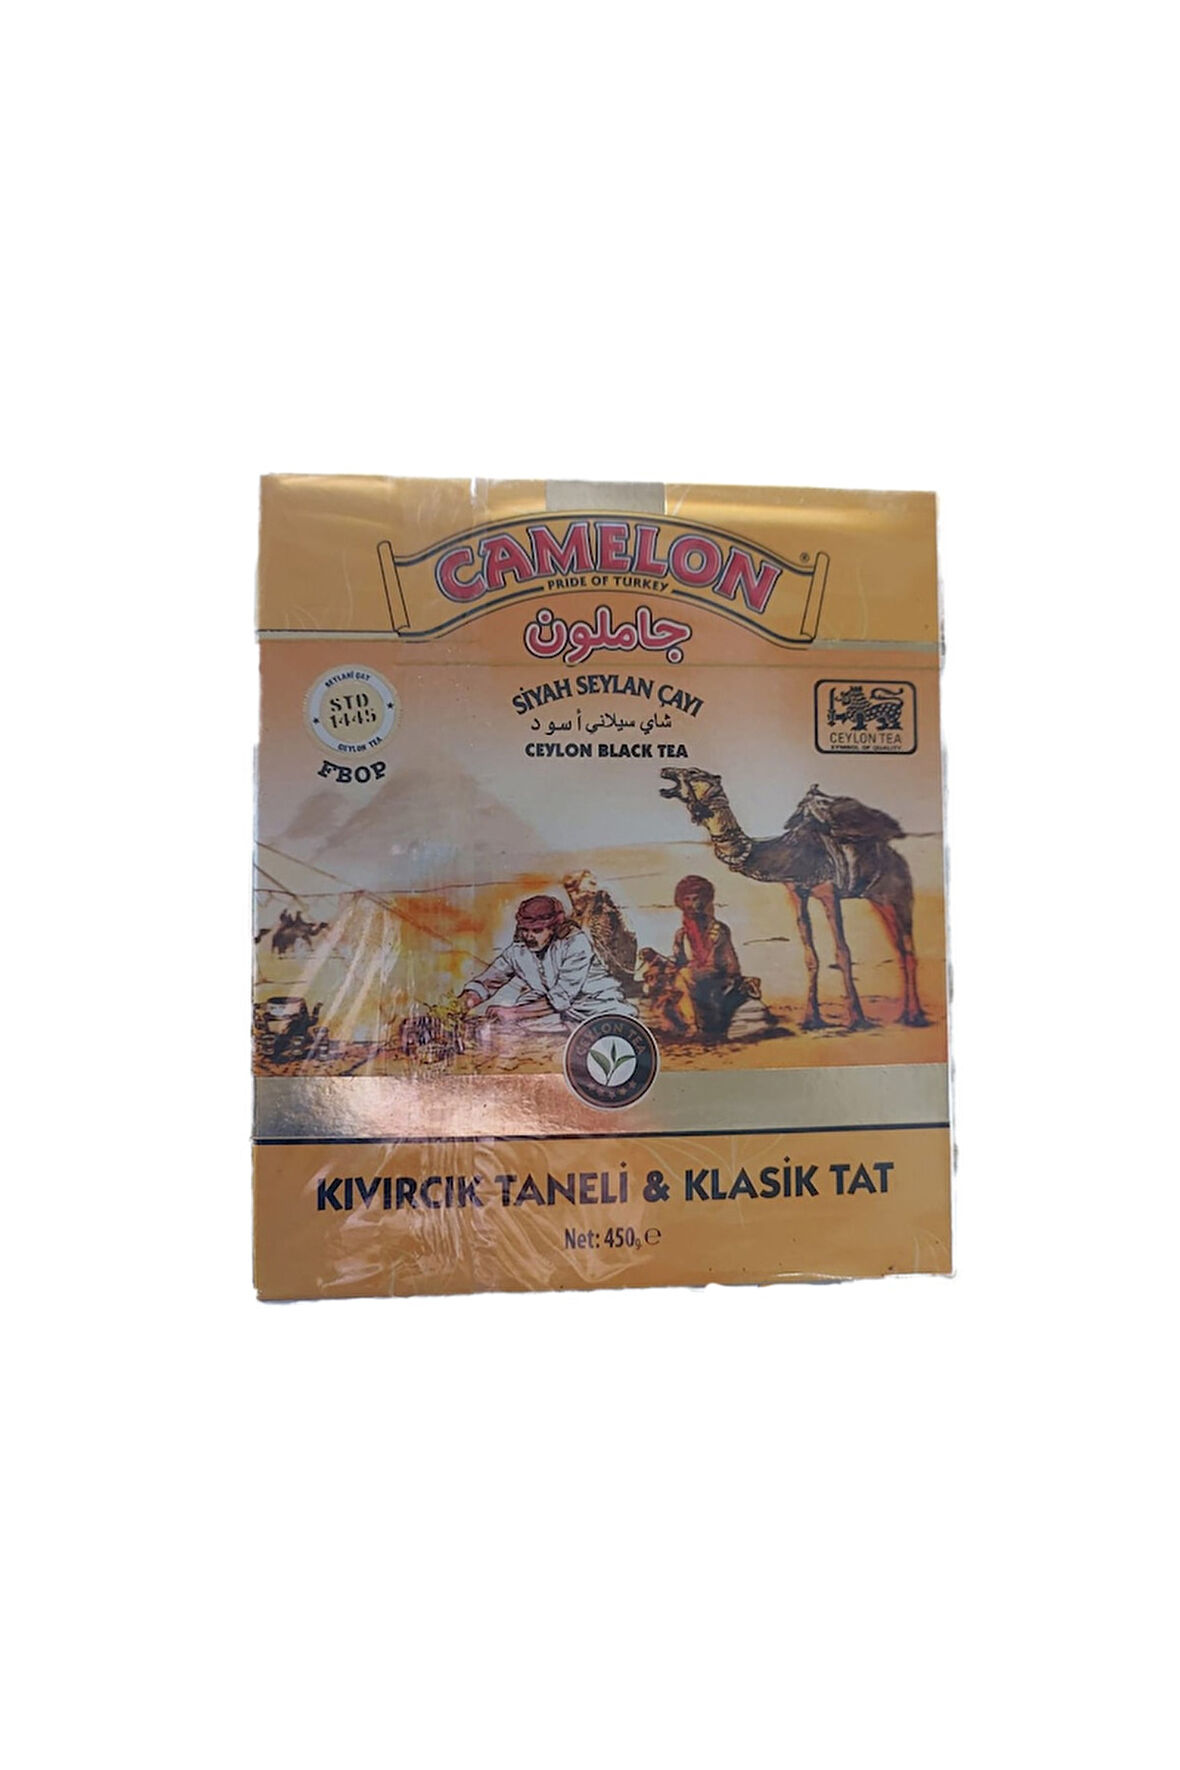 CAMELON ®
PRIDE OF TURKEY
جاملون
SİYAH SEYLAN ÇAYI
شاي سيلاني أسود
CEYLON BLACK TEA
SEYLANİ ÇAY
STD
1445
CEYLON TEA
FBOP
CEYLON TEA
SYMBOL OF QUALITY
CEYLON TEA
KIVIRCIK TANELİ & KLASİK TAT
Net: 450g ℮